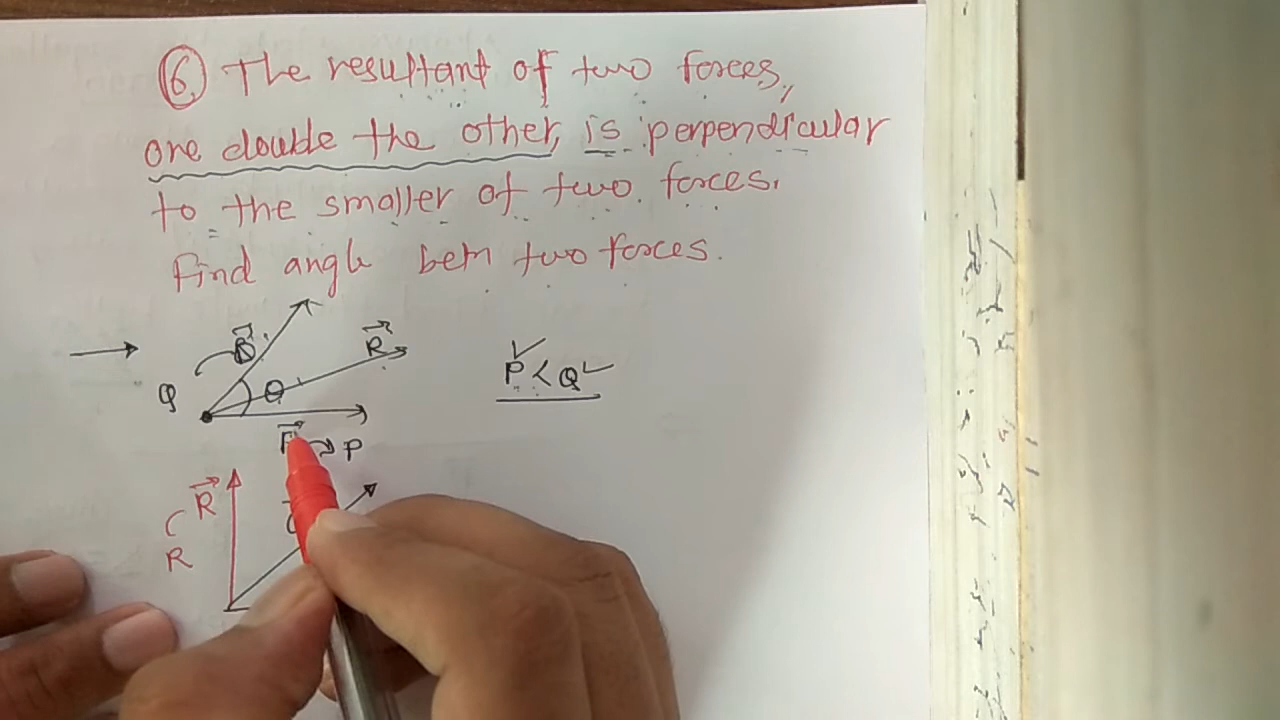 6 The resultant of two forces,
one double the other, is perpendicular
to the smaller of two forces.
Find angle betn two forces.
R
P < Q
Q θ
P
R
R